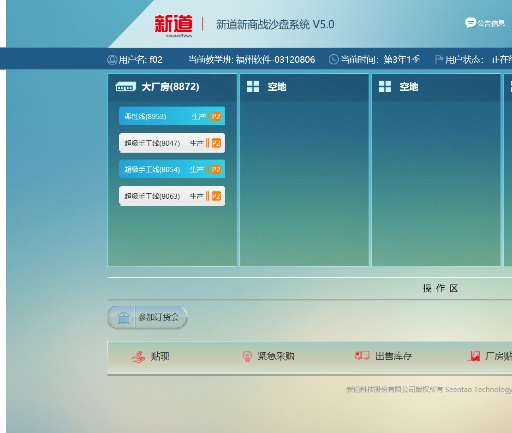 新道
seentao
新道新商战沙盘系统 V5.0
公告信息
用户名: f02
当前教学班: 福州软件-03120806
当前时间: 第3年1季
用户状态:
大厂房(8872)
空地
空地
柔性线(8953) 生产 P2
超级手工线(8047) 生产 P2
超级手工线(8054) 生产 P2
超级手工线(8063) 生产 P2
操作区
参加订货会
贴现
紧急采购
出售库存
厂房贴
新道科技股份有限公司版权所有 Seentao Technology